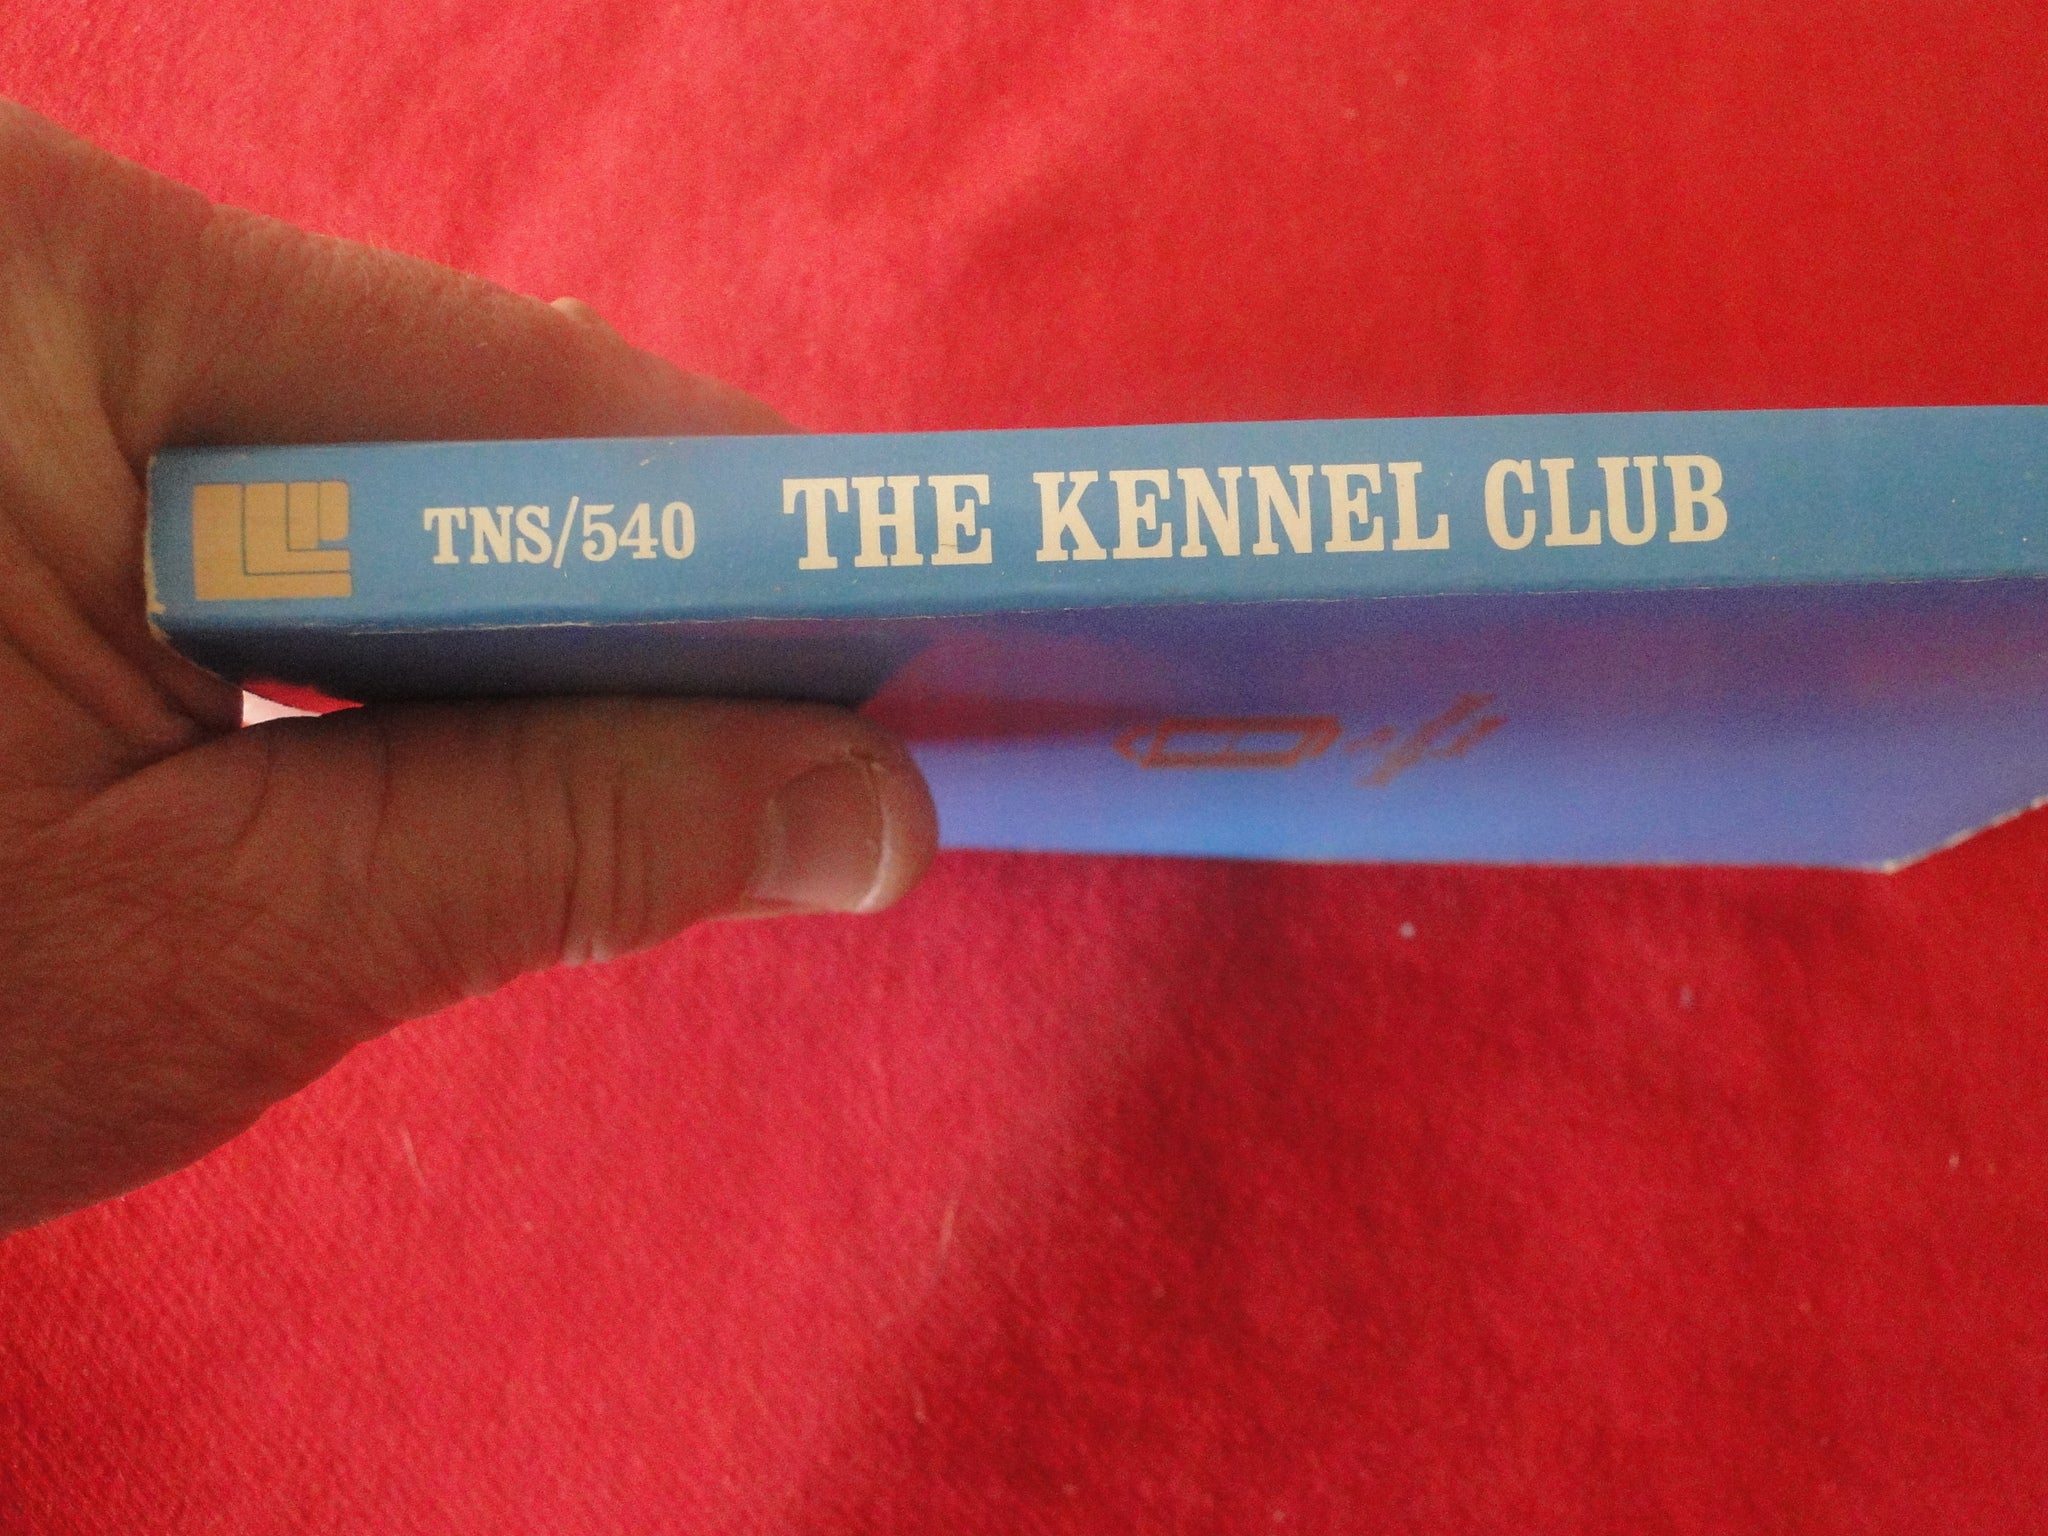 TNS/540 THE KENNEL CLUB